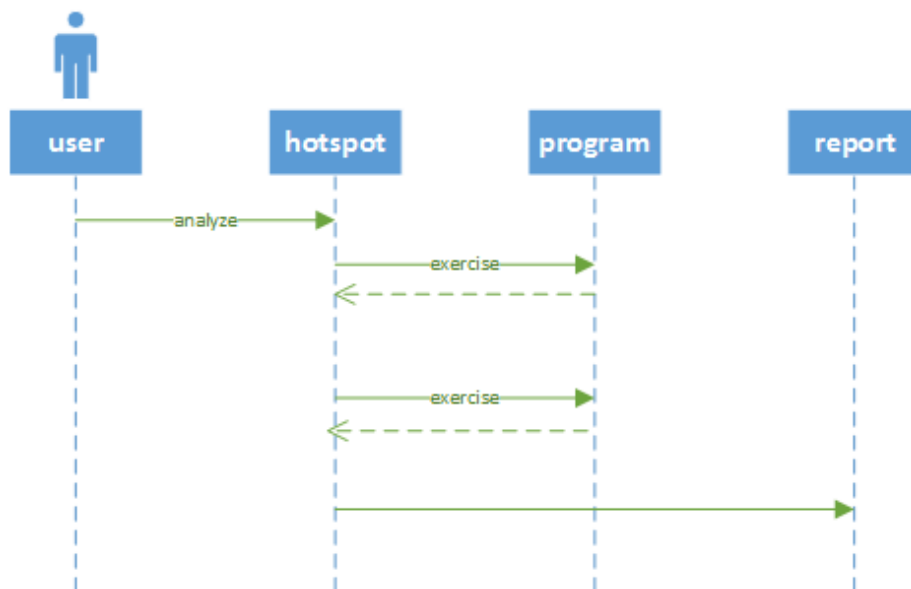 user
hotspot
program
report
analyze
exercise
exercise